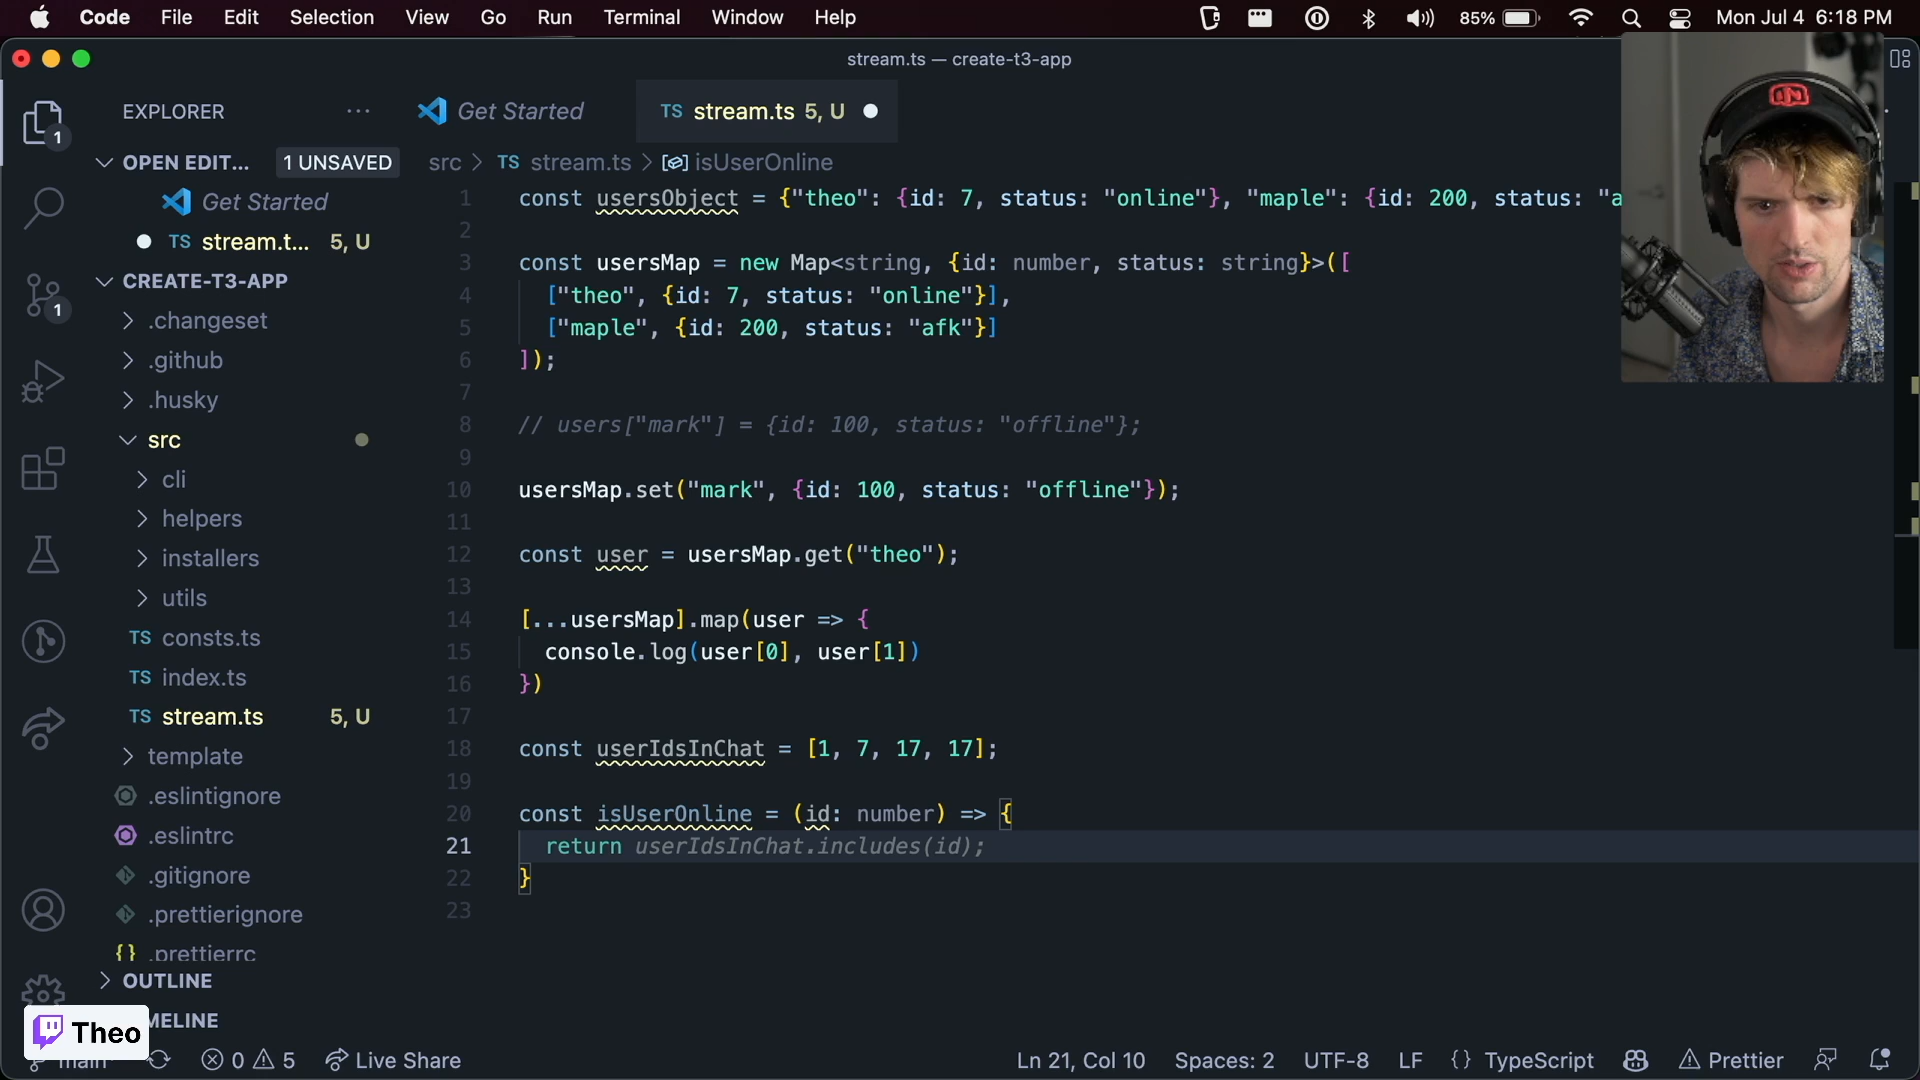 Code File Edit Selection View Go Run Terminal Window Help 85% Mon Jul 4 6:18 PM
stream.ts — create-t3-app
EXPLORER ···
Get Started
TS stream.ts 5, U
OPEN EDIT... 1 UNSAVED
src > TS stream.ts > isUserOnline
Get Started
TS stream.t... 5, U
CREATE-T3-APP
.changeset
.github
.husky
src
cli
helpers
installers
utils
TS consts.ts
TS index.ts
TS stream.ts 5, U
template
.eslintignore
.eslintrc
.gitignore
.prettierignore
{} .prettierrc
OUTLINE
MELINE
1
1
1 const usersObject = {"theo": {id: 7, status: "online"}, "maple": {id: 200, status: "a
2
3 const usersMap = new Map<string, {id: number, status: string}>([
4 ["theo", {id: 7, status: "online"}],
5 ["maple", {id: 200, status: "afk"}]
6 ]);
7
8 // users["mark"] = {id: 100, status: "offline"};
9
10 usersMap.set("mark", {id: 100, status: "offline"});
11
12 const user = usersMap.get("theo");
13
14 [...usersMap].map(user => {
15 console.log(user[0], user[1])
16 })
17
18 const userIdsInChat = [1, 7, 17, 17];
19
20 const isUserOnline = (id: number) => {
21 return userIdsInChat.includes(id);
22 }
23
Theo
main 0 5 Live Share Ln 21, Col 10 Spaces: 2 UTF-8 LF {} TypeScript Prettier